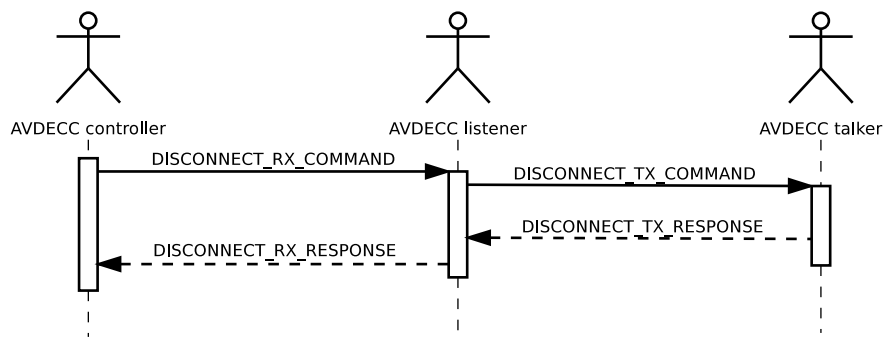 AVDECC controller
AVDECC listener
AVDECC talker
DISCONNECT_RX_COMMAND
DISCONNECT_TX_COMMAND
DISCONNECT_TX_RESPONSE
DISCONNECT_RX_RESPONSE